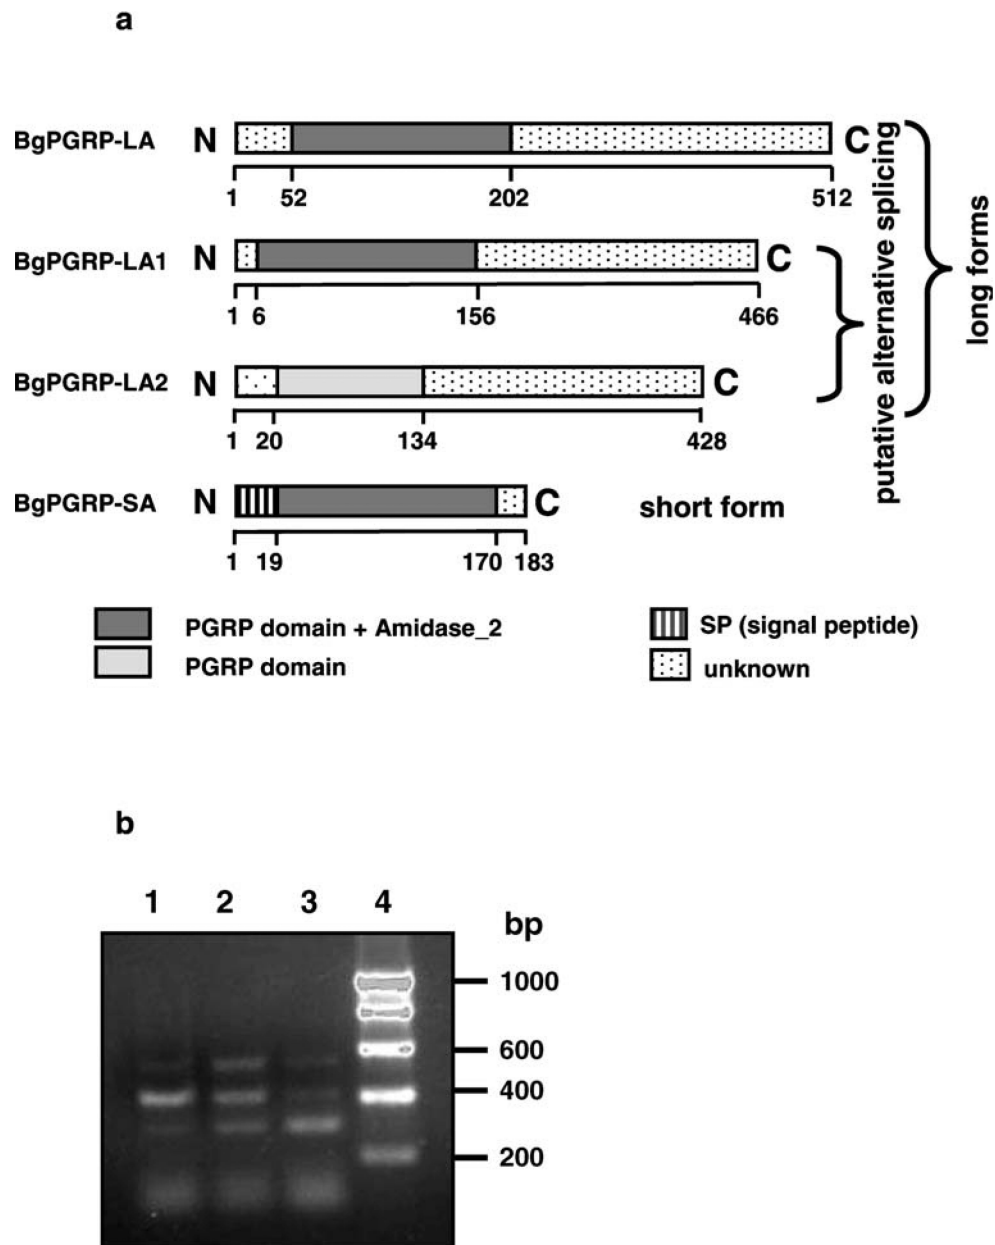 a
BgPGRP-LA N C
1 52 202 512
BgPGRP-LA1 N C
1 6 156 466
BgPGRP-LA2 N C
1 20 134 428
BgPGRP-SA N C short form
1 19 170 183
putative alternative splicing
long forms
PGRP domain + Amidase_2 SP (signal peptide)
PGRP domain unknown
b
1 2 3 4 bp
1000
600
400
200